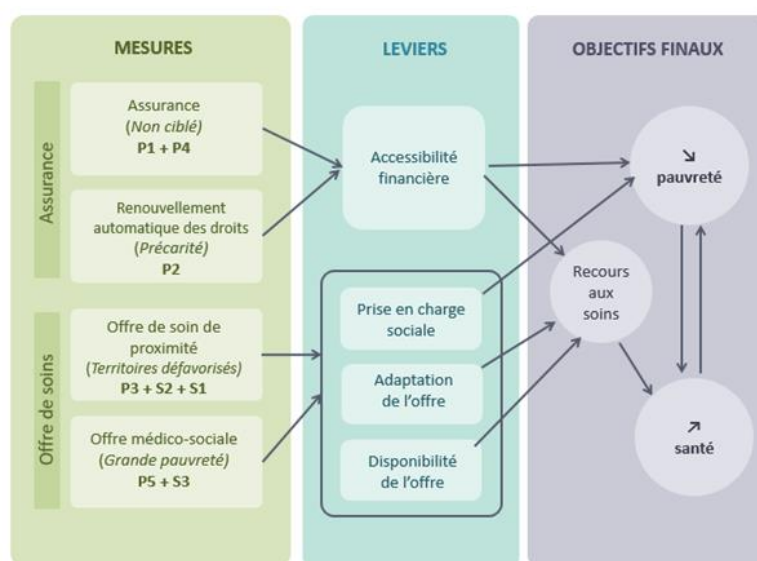 MESURES
Assurance
Assurance
(Non ciblé)
P1 + P4
Renouvellement
automatique des droits
(Précarité)
P2
Offre de soins
Offre de soin de
proximité
(Territoires défavorisés)
P3 + S2 + S1
Offre médico-sociale
(Grande pauvreté)
P5 + S3
LEVIERS
Accessibilité
financière
Prise en charge
sociale
Adaptation
de l'offre
Disponibilité
de l'offre
OBJECTIFS FINAUX
↘
pauvreté
Recours
aux
soins
↗
santé